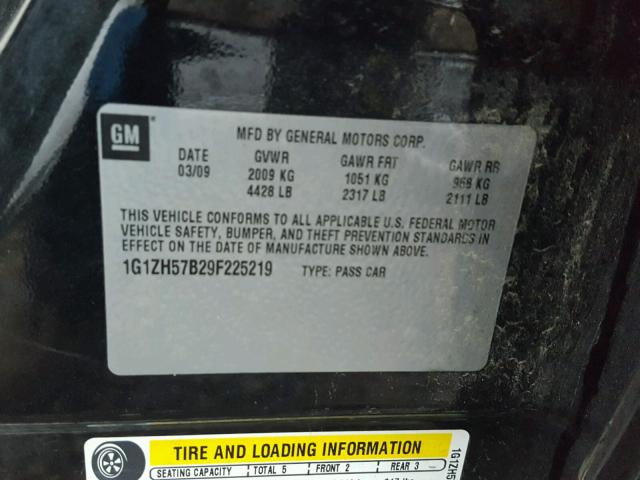 GM MFD BY GENERAL MOTORS CORP.
DATE GVWR GAWR FRT GAWR RR
03/09 2009 KG 1051 KG 958 KG
4428 LB 2317 LB 2111 LB
THIS VEHICLE CONFORMS TO ALL APPLICABLE U.S. FEDERAL MOTOR
VEHICLE SAFETY, BUMPER, AND THEFT PREVENTION STANDARDS IN
EFFECT ON THE DATE OF MANUFACTURE SHOWN ABOVE.
1G1ZH57B29F225219 TYPE: PASS CAR
TIRE AND LOADING INFORMATION
SEATING CAPACITY TOTAL 5 FRONT 2 REAR 3
1G1ZH5